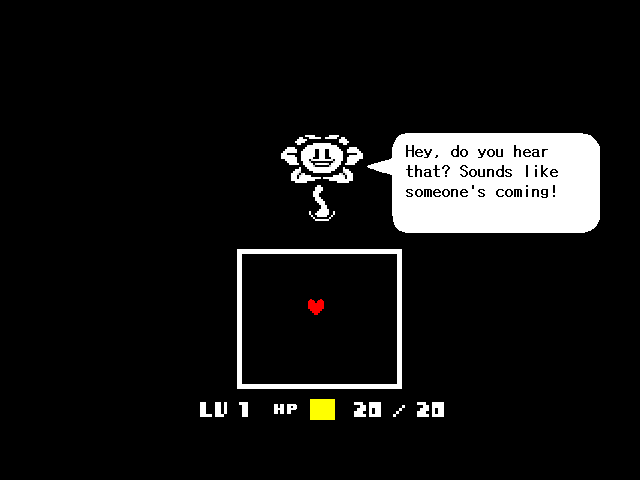 Hey, do you hear
that? Sounds like
someone's coming!
LV 1 HP 20 / 20